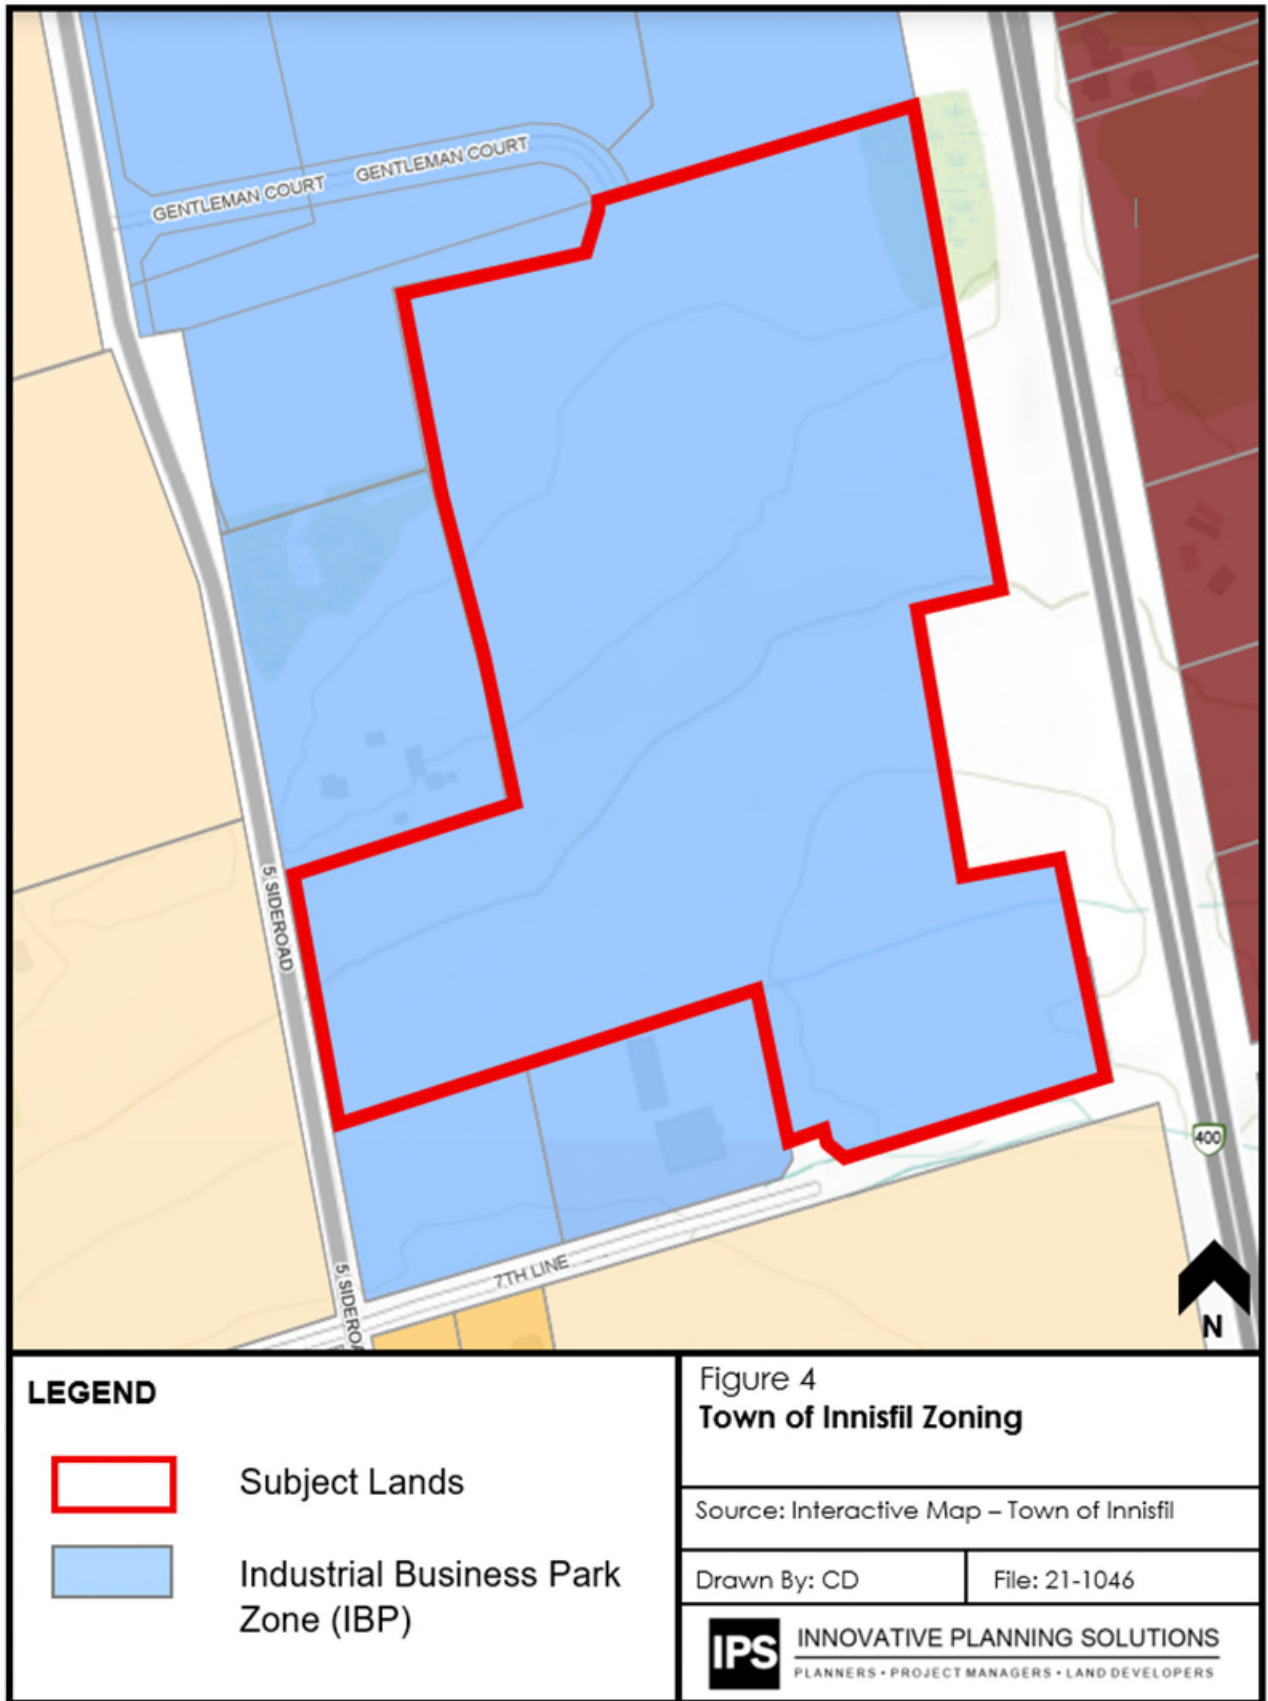 GENTLEMAN COURT
GENTLEMAN COURT
5 SIDEROAD
400
7TH LINE
5 SIDEROA
N
LEGEND
Subject Lands
Industrial Business Park
Zone (IBP)
Figure 4
Town of Innisfil Zoning
Source: Interactive Map – Town of Innisfil
Drawn By: CD
File: 21-1046
IPS
INNOVATIVE PLANNING SOLUTIONS
PLANNERS • PROJECT MANAGERS • LAND DEVELOPERS